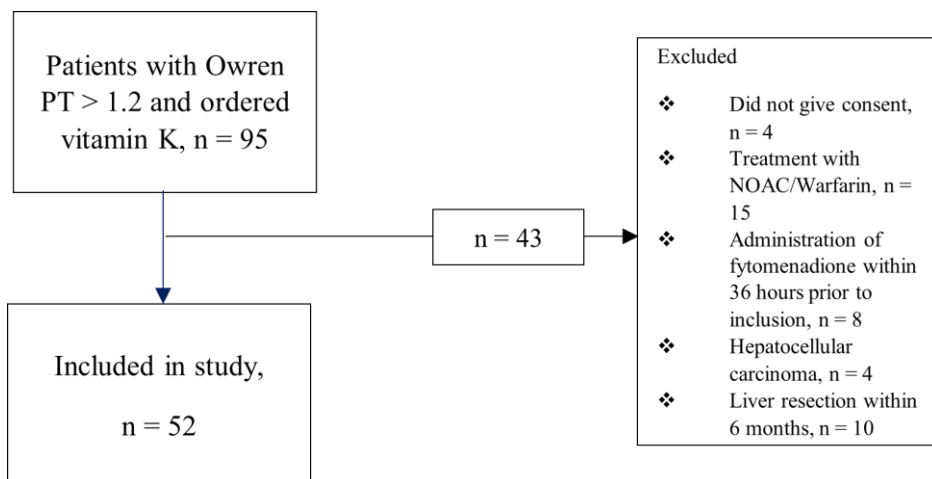 Patients with Owren
PT > 1.2 and ordered
vitamin K, n = 95
n = 43
Included in study,
n = 52
Excluded
❖ Did not give consent,
n = 4
❖ Treatment with
NOAC/Warfarin, n =
15
❖ Administration of
fytomenadione within
36 hours prior to
inclusion, n = 8
❖ Hepatocellular
carcinoma, n = 4
❖ Liver resection within
6 months, n = 10